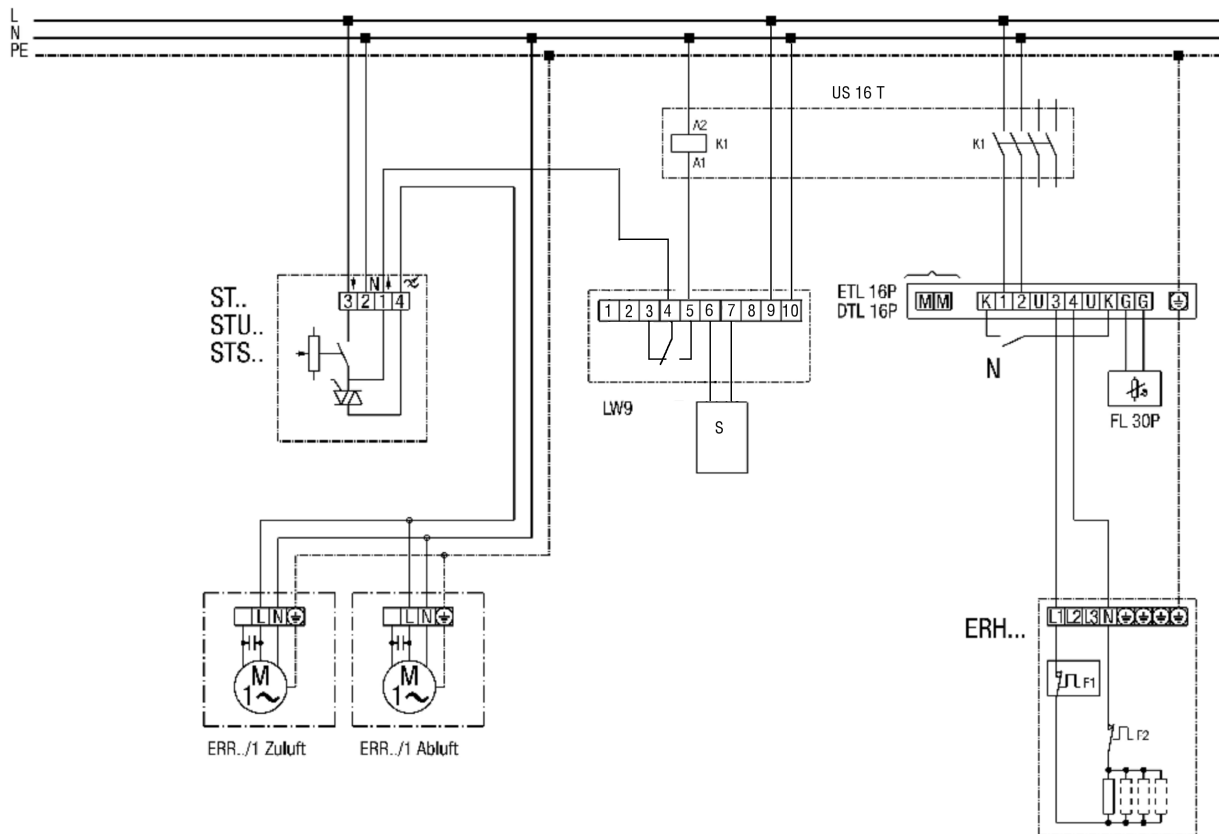 L
N
PE
US 16 T
A2
K1
A1
K1
N
3 2 1 4
ST..
STU..
STS..
1 2 3 4 5 6 7 8 9 10
LW9
S
ETL 16P
DTL 16P
M M K 1 2 U 3 4 U K G G
N
FL 30P
L N
M
1
ERR../1 Zuluft
L N
M
1
ERR../1 Abluft
ERH...
L1 L2 L3 N
F1
F2